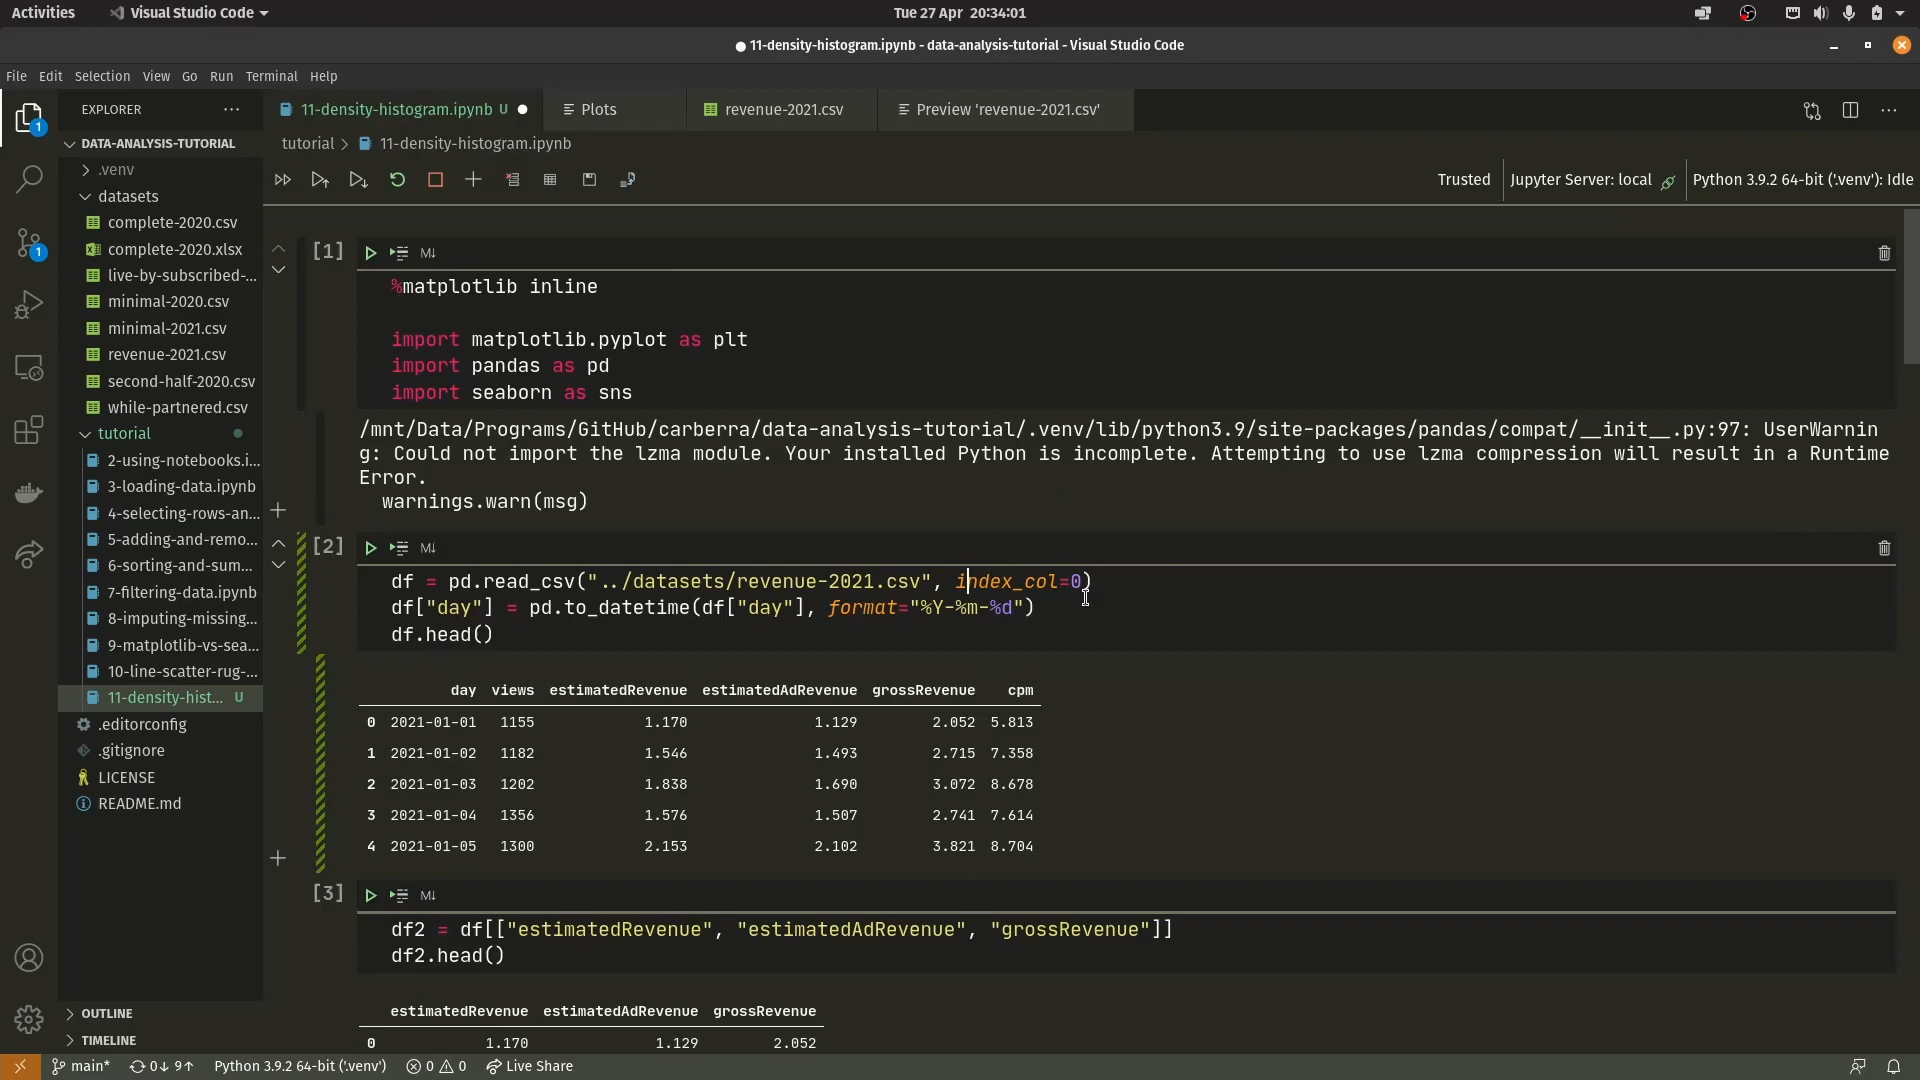 Activities
Visual Studio Code
Tue 27 Apr 20:34:01
● 11-density-histogram.ipynb - data-analysis-tutorial - Visual Studio Code
File Edit Selection View Go Run Terminal Help
EXPLORER
11-density-histogram.ipynb U
Plots
revenue-2021.csv
Preview 'revenue-2021.csv'
DATA-ANALYSIS-TUTORIAL
.venv
datasets
complete-2020.csv
complete-2020.xlsx
live-by-subscribed-...
minimal-2020.csv
minimal-2021.csv
revenue-2021.csv
second-half-2020.csv
while-partnered.csv
tutorial
2-using-notebooks.i...
3-loading-data.ipynb
4-selecting-rows-an...
5-adding-and-remo...
6-sorting-and-sum...
7-filtering-data.ipynb
8-imputing-missing...
9-matplotlib-vs-sea...
10-line-scatter-rug-...
11-density-hist... U
.editorconfig
.gitignore
LICENSE
README.md
OUTLINE
TIMELINE
1
1
tutorial > 11-density-histogram.ipynb
Trusted
Jupyter Server: local
Python 3.9.2 64-bit ('.venv'): Idle
[1]
M↓
%matplotlib inline
import matplotlib.pyplot as plt
import pandas as pd
import seaborn as sns
/mnt/Data/Programs/GitHub/carberra/data-analysis-tutorial/.venv/lib/python3.9/site-packages/pandas/compat/__init__.py:97: UserWarnin
g: Could not import the lzma module. Your installed Python is incomplete. Attempting to use lzma compression will result in a Runtime
Error.
warnings.warn(msg)
[2]
M↓
df = pd.read_csv("../datasets/revenue-2021.csv", index_col=0)
df["day"] = pd.to_datetime(df["day"], format="%Y-%m-%d")
df.head()
day views estimatedRevenue estimatedAdRevenue grossRevenue cpm
0 2021-01-01 1155 1.170 1.129 2.052 5.813
1 2021-01-02 1182 1.546 1.493 2.715 7.358
2 2021-01-03 1202 1.838 1.690 3.072 8.678
3 2021-01-04 1356 1.576 1.507 2.741 7.614
4 2021-01-05 1300 2.153 2.102 3.821 8.704
[3]
M↓
df2 = df[["estimatedRevenue", "estimatedAdRevenue", "grossRevenue"]]
df2.head()
estimatedRevenue estimatedAdRevenue grossRevenue
0 1.170 1.129 2.052
main* 0↓ 9↑ Python 3.9.2 64-bit ('.venv') 0 0 Live Share